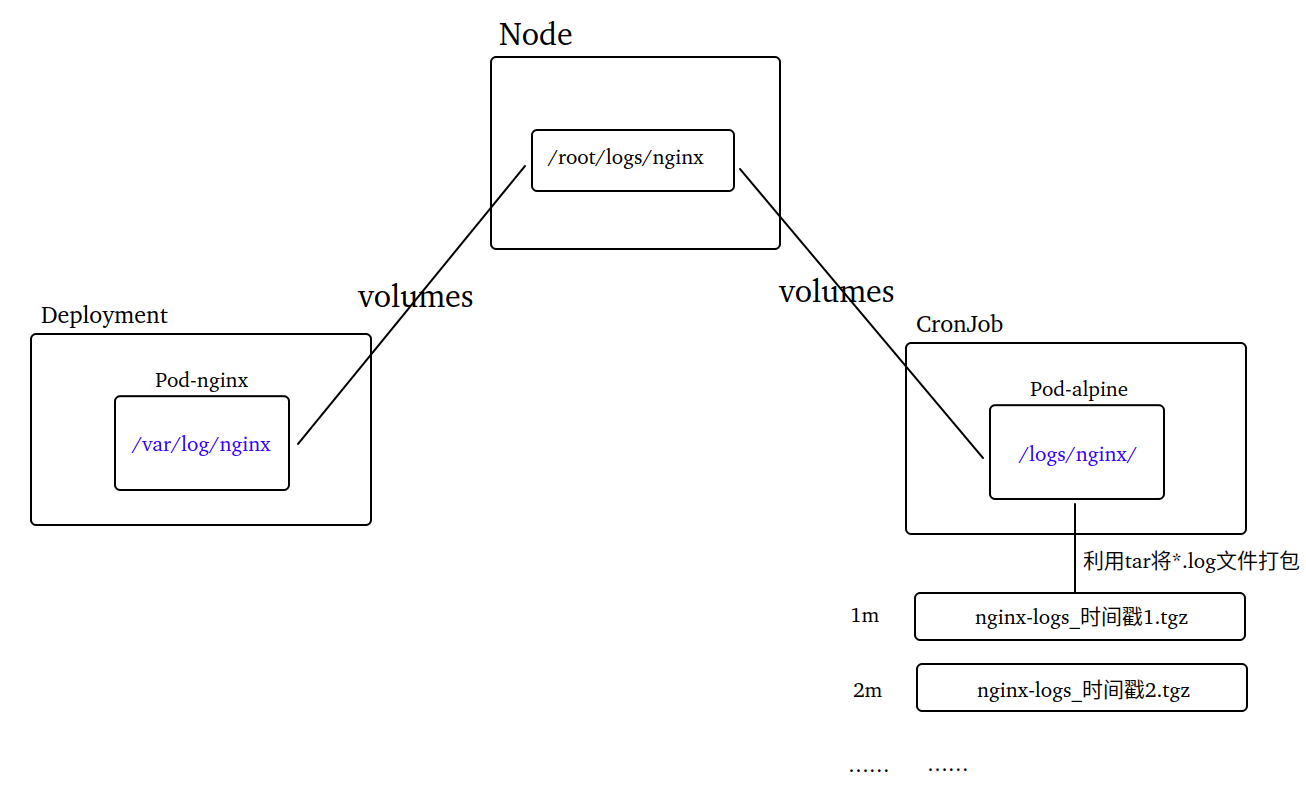 Node
/root/logs/nginx
volumes
volumes
Deployment
CronJob
Pod-nginx
Pod-alpine
/var/log/nginx
/logs/nginx/
利用tar将*.log文件打包
1m
nginx-logs_时间戳1.tgz
2m
nginx-logs_时间戳2.tgz
...... ......